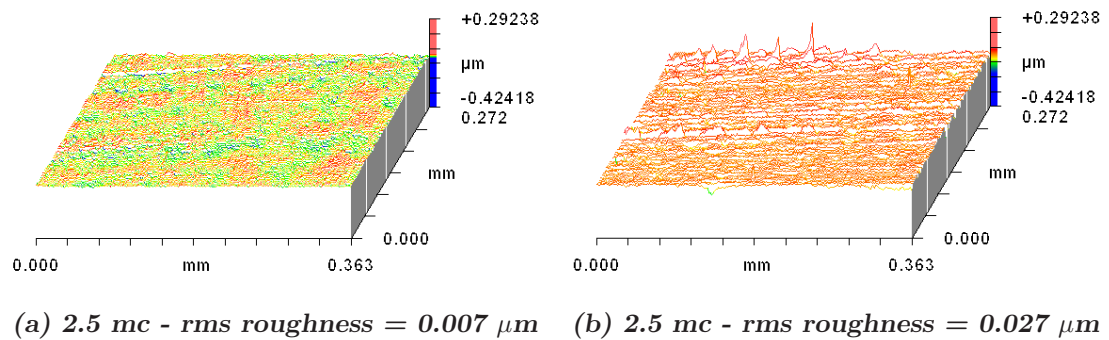 +0.29238
µm
-0.42418
0.272
mm
0.000
0.000 mm 0.363
(a) 2.5 mc - rms roughness = 0.007 µm
+0.29238
µm
-0.42418
0.272
mm
0.000
0.000 mm 0.363
(b) 2.5 mc - rms roughness = 0.027 µm